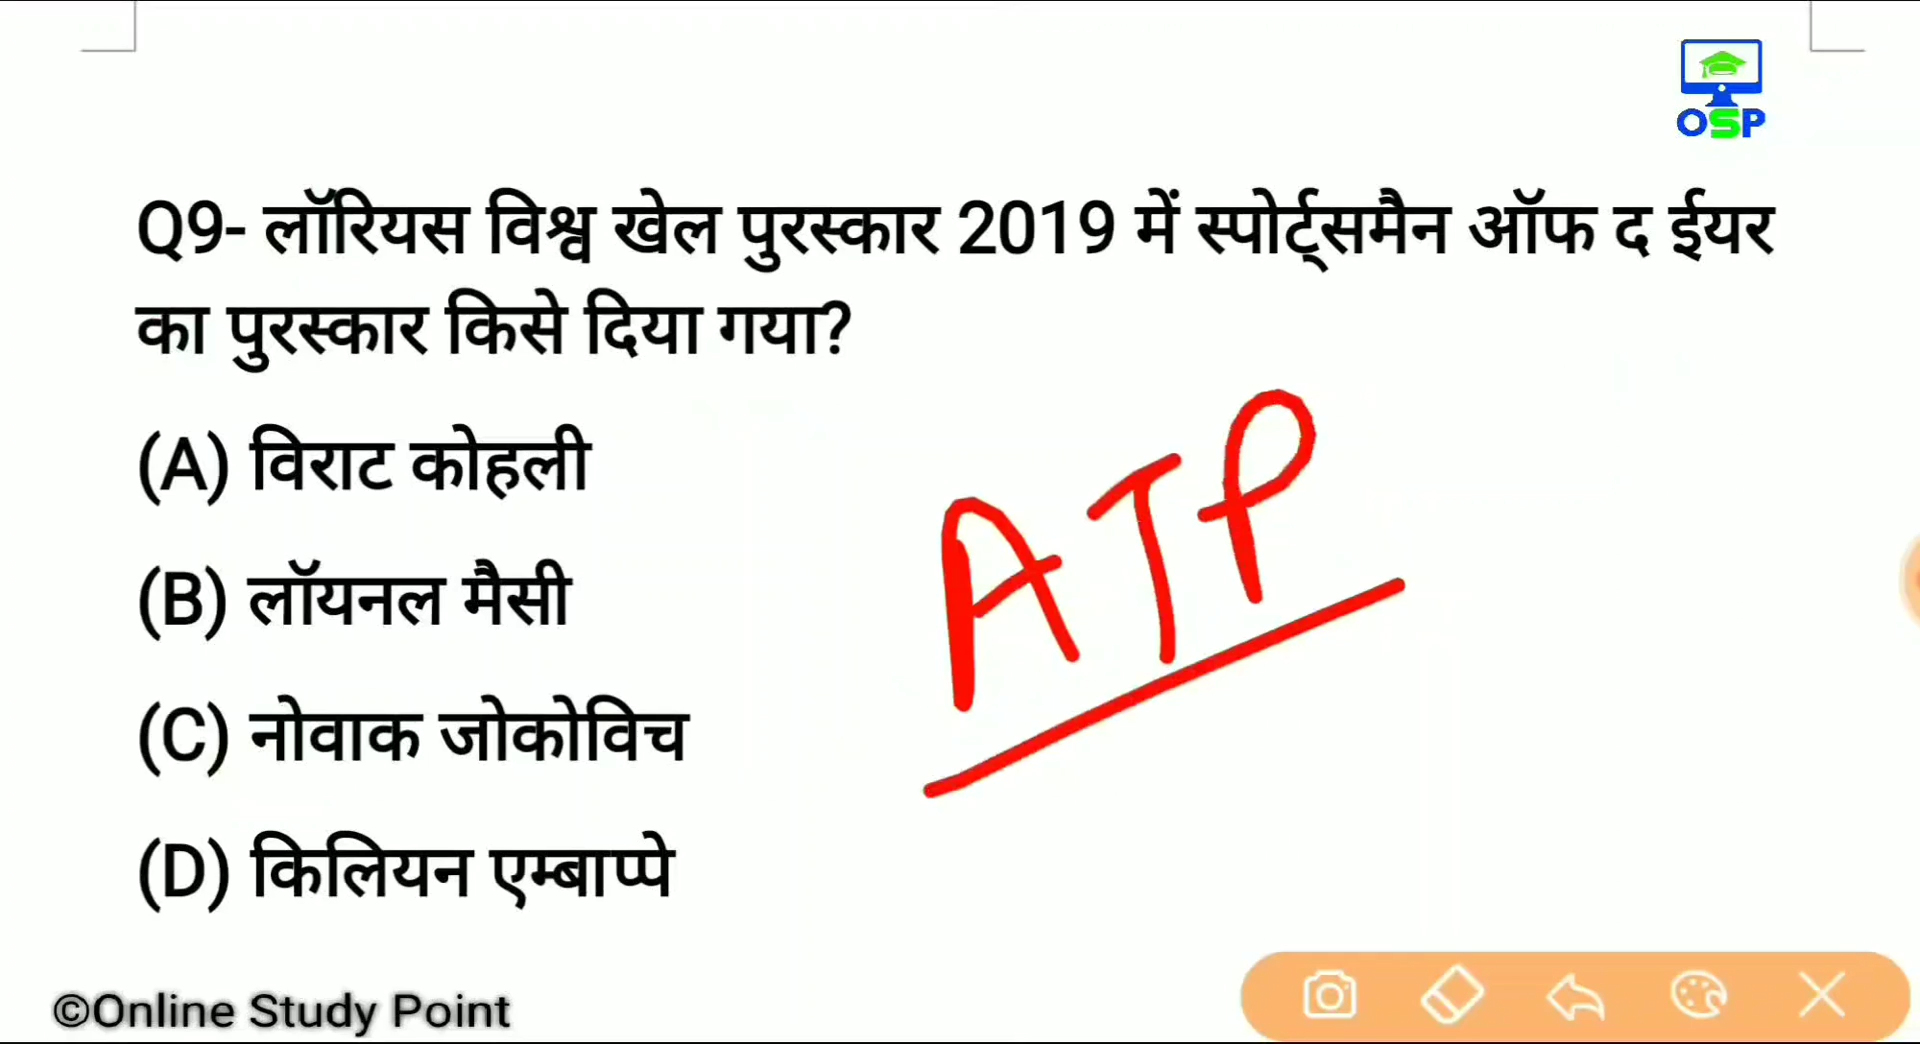 OSP
Q9- लॉरियस विश्व खेल पुरस्कार 2019 में स्पोर्ट्समैन ऑफ द ईयर
का पुरस्कार किसे दिया गया?
(A) विराट कोहली
(B) लॉयनल मैसी
(C) नोवाक जोकोविच
(D) किलियन एम्बाप्पे
ATP
©Online Study Point